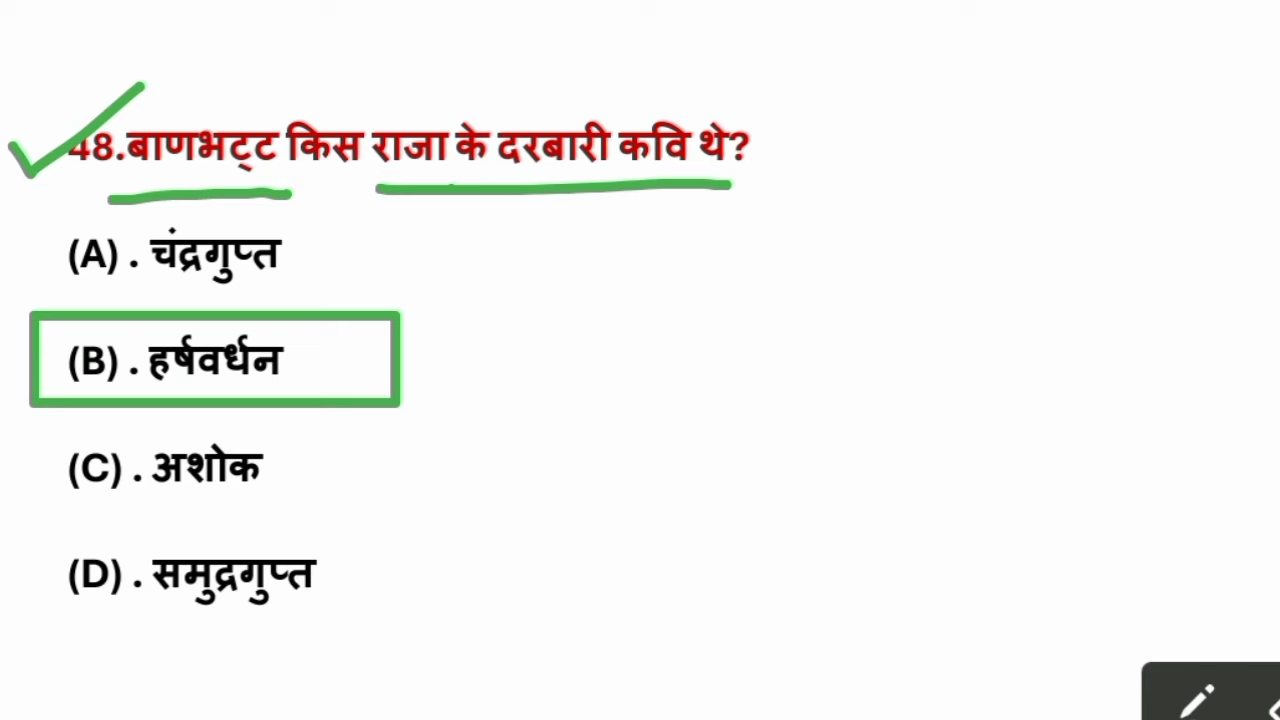 48.बाणभट्ट किस राजा के दरबारी कवि थे?
(A) . चंद्रगुप्त
(B) . हर्षवर्धन
(C) . अशोक
(D) . समुद्रगुप्त